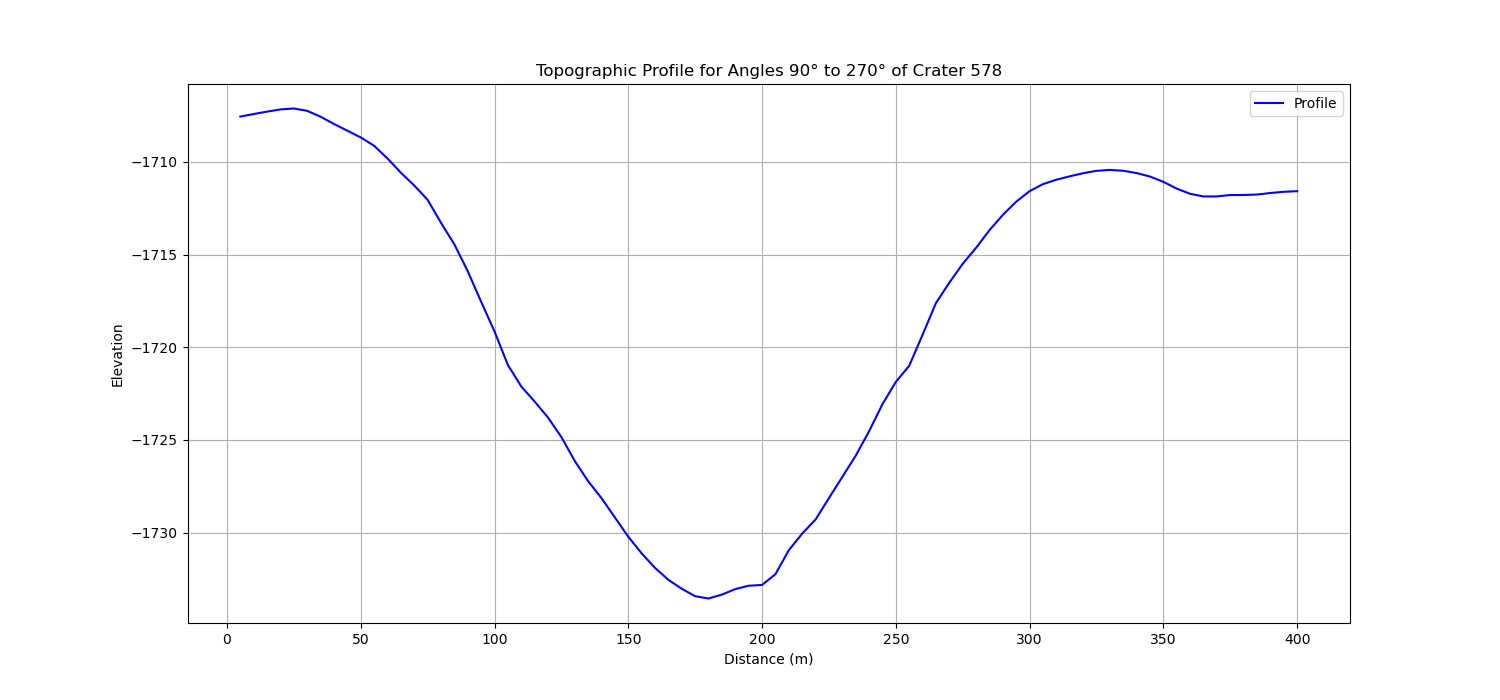 Topographic Profile for Angles 90° to 270° of Crater 578
Profile
−1710
−1715
−1720
−1725
−1730
Elevation
0 50 100 150 200 250 300 350 400
Distance (m)